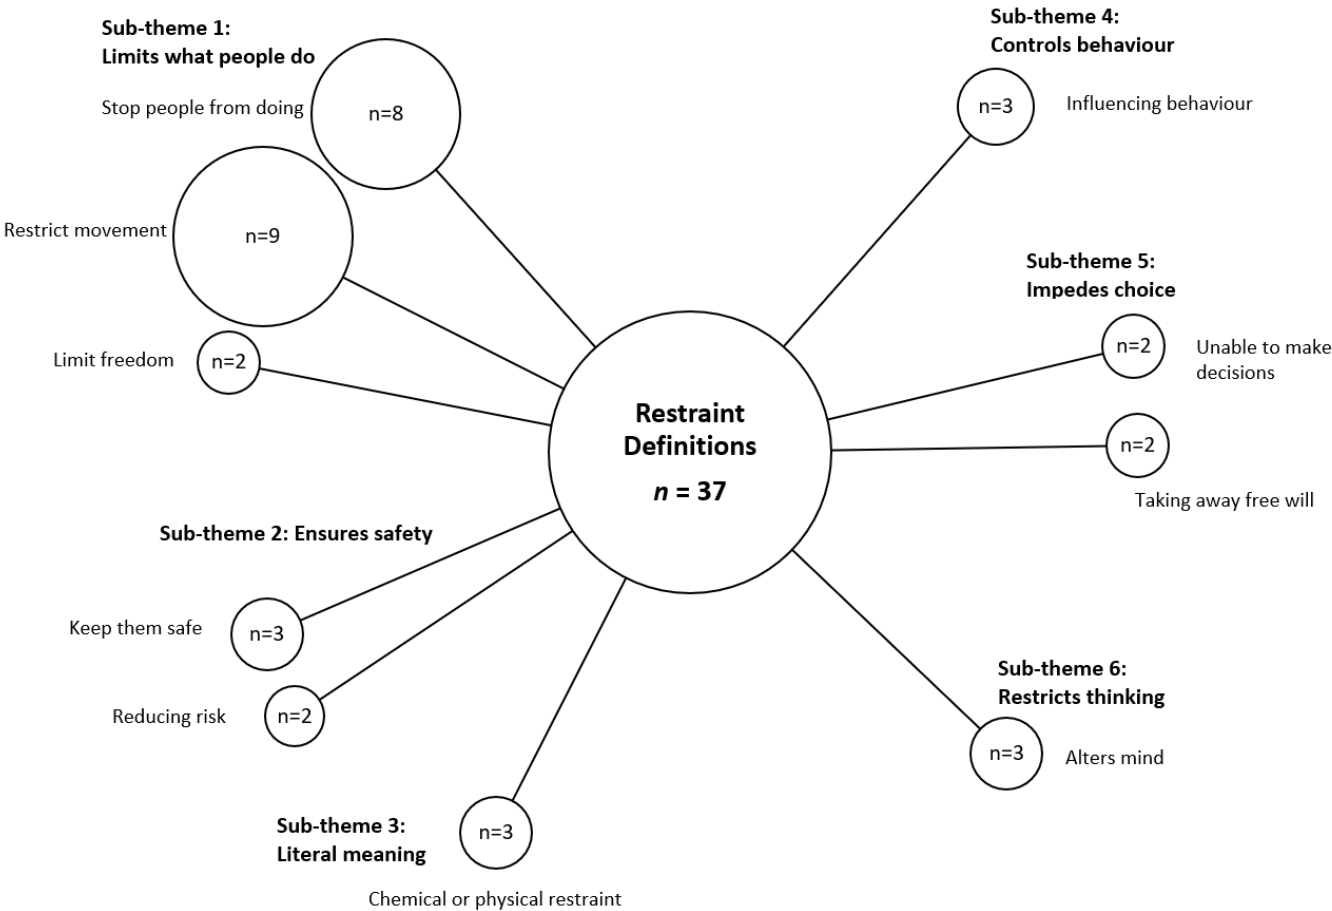 Sub-theme 1:
Limits what people do
Stop people from doing
n=8
Restrict movement
n=9
Limit freedom
n=2
Sub-theme 2: Ensures safety
Keep them safe
n=3
Reducing risk
n=2
Sub-theme 3:
Literal meaning
n=3
Chemical or physical restraint
Restraint
Definitions
n = 37
Sub-theme 4:
Controls behaviour
n=3
Influencing behaviour
Sub-theme 5:
Impedes choice
n=2
Unable to make
decisions
n=2
Taking away free will
Sub-theme 6:
Restricts thinking
n=3
Alters mind